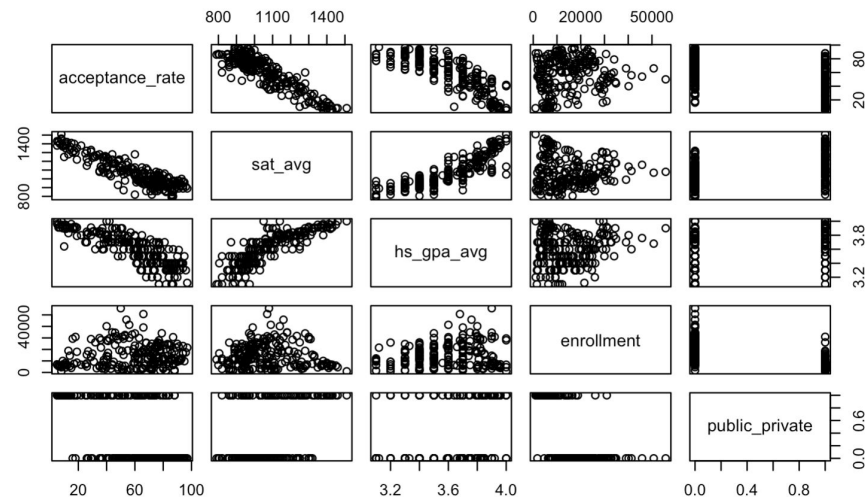 800 1100 1400 0 20000 50000
acceptance_rate
20 80
800 1400
sat_avg
hs_gpa_avg
3.2 3.8
0 40000
enrollment
public_private
0.0 0.6
20 60 100 3.2 3.6 4.0 0.0 0.4 0.8